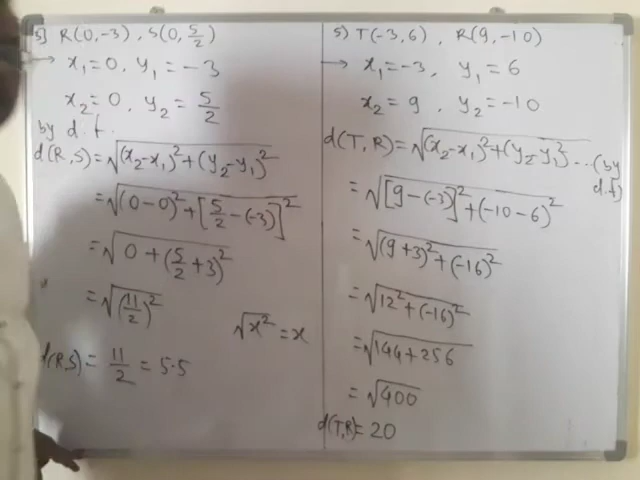 5) R(0,-3), S(0, 5/2)
→ x₁=0, y₁=-3
x₂=0, y₂=5/2
by d.f.
d(R,S)=√((x₂-x₁)²+(y₂-y₁)²)
=√((0-0)²+[5/2-(-3)]²)
=√(0+(5/2+3)²)
=√((11/2)²)
√x²=x
d(R,S)=11/2=5.5
5) T(-3,6), R(9,-10)
→ x₁=-3, y₁=6
x₂=9, y₂=-10
d(T,R)=√((x₂-x₁)²+(y₂-y₁)²)...(by d.f)
=√([9-(-3)]²+(-10-6)²)
=√((9+3)²+(-16)²)
=√(12²+(-16)²)
=√(144+256)
=√400
d(T,R)=20